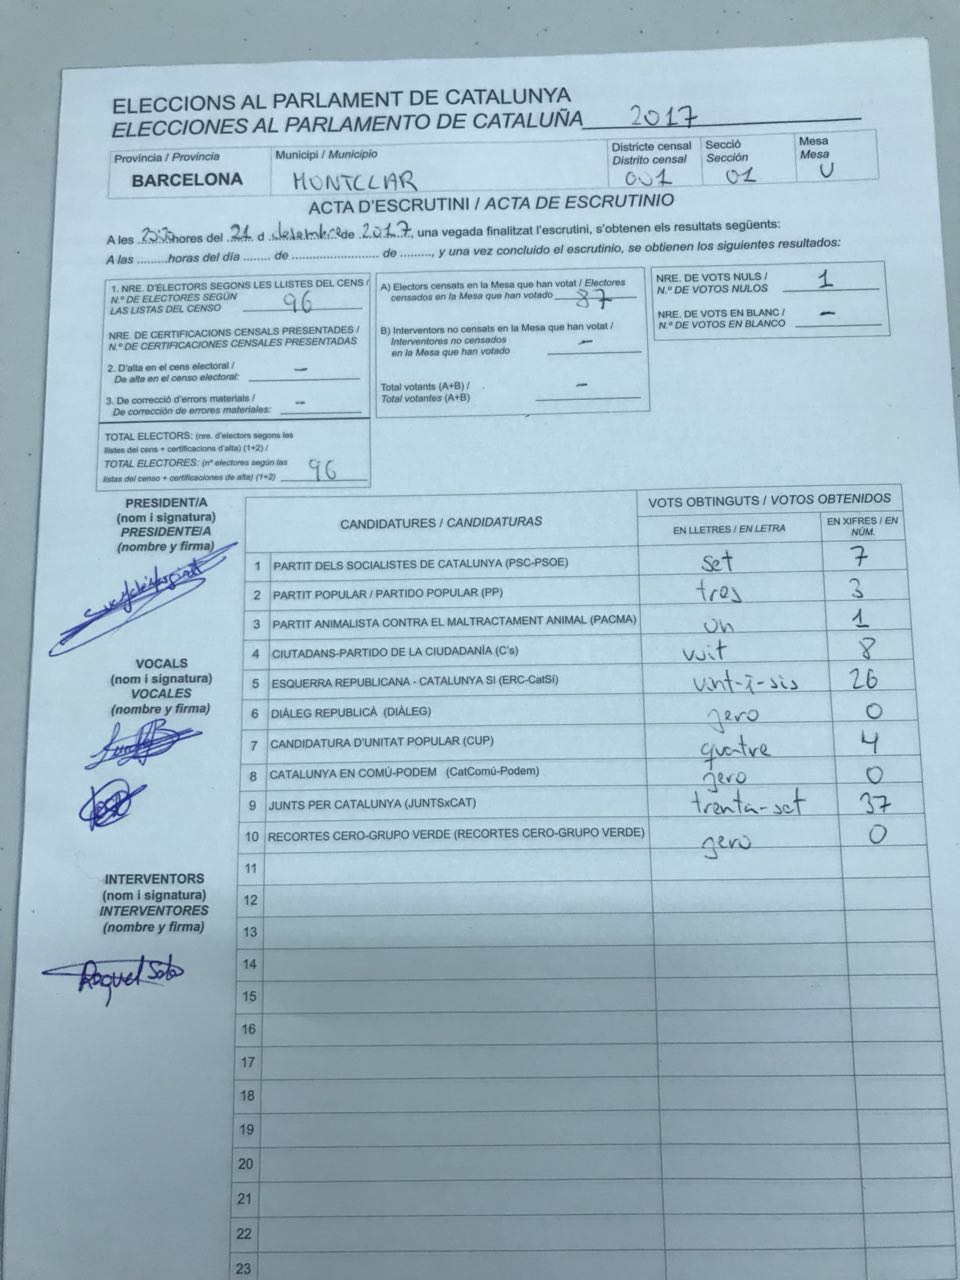 ELECCIONS AL PARLAMENT DE CATALUNYA
ELECCIONES AL PARLAMENTO DE CATALUÑA 2017
Província / Provincia
BARCELONA
Municipi / Municipio
MONTCLAR
Districte censal
Distrito censal
001
Secció
Sección
01
Mesa
Mesa
U
ACTA D'ESCRUTINI / ACTA DE ESCRUTINIO
A les 20:30 hores del 21 d desembre de 2017, una vegada finalitzat l'escrutini, s'obtenen els resultats següents:
A las .........horas del día ........ de .......................... de ........., y una vez concluido el escrutinio, se obtienen los siguientes resultados:
1. NRE. D'ELECTORS SEGONS LES LLISTES DEL CENS /
N.º DE ELECTORES SEGÚN
LAS LISTAS DEL CENSO 96
NRE. DE CERTIFICACIONS CENSALS PRESENTADES /
N.º DE CERTIFICACIONES CENSALES PRESENTADAS
2. D'alta en el cens electoral /
De alta en el censo electoral: –
3. De correcció d'errors materials /
De corrección de errores materiales: –
TOTAL ELECTORS: (nre. d'electors segons les
llistes del cens + certificacions d'alta) (1+2) /
TOTAL ELECTORES: (nº electores según las
listas del censo + certificaciones de alta) (1+2) 96
A) Electors censats en la Mesa que han votat / Electores
censados en la Mesa que han votado 87
B) Interventors no censats en la Mesa que han votat /
Interventores no censados
en la Mesa que han votado –
Total votants (A+B) /
Total votantes (A+B) –
NRE. DE VOTS NULS /
N.º DE VOTOS NULOS 1
NRE. DE VOTS EN BLANC /
N.º DE VOTOS EN BLANCO –
PRESIDENT/A
(nom i signatura)
PRESIDENTE/A
(nombre y firma)
VOCALS
(nom i signatura)
VOCALES
(nombre y firma)
INTERVENTORS
(nom i signatura)
INTERVENTORES
(nombre y firma)
Raquel Soto
CANDIDATURES / CANDIDATURAS
VOTS OBTINGUTS / VOTOS OBTENIDOS
EN LLETRES / EN LETRA
EN XIFRES / EN NÚM.
1 PARTIT DELS SOCIALISTES DE CATALUNYA (PSC-PSOE) set 7
2 PARTIT POPULAR / PARTIDO POPULAR (PP) tres 3
3 PARTIT ANIMALISTA CONTRA EL MALTRACTAMENT ANIMAL (PACMA) un 1
4 CIUTADANS-PARTIDO DE LA CIUDADANÍA (C's) vuit 8
5 ESQUERRA REPUBLICANA - CATALUNYA SI (ERC-CatSí) vint-i-sis 26
6 DIÀLEG REPUBLICÀ (DIÀLEG) zero 0
7 CANDIDATURA D'UNITAT POPULAR (CUP) quatre 4
8 CATALUNYA EN COMÚ-PODEM (CatComú-Podem) zero 0
9 JUNTS PER CATALUNYA (JUNTSxCAT) trenta-set 37
10 RECORTES CERO-GRUPO VERDE (RECORTES CERO-GRUPO VERDE) zero 0
11
12
13
14
15
16
17
18
19
20
21
22
23